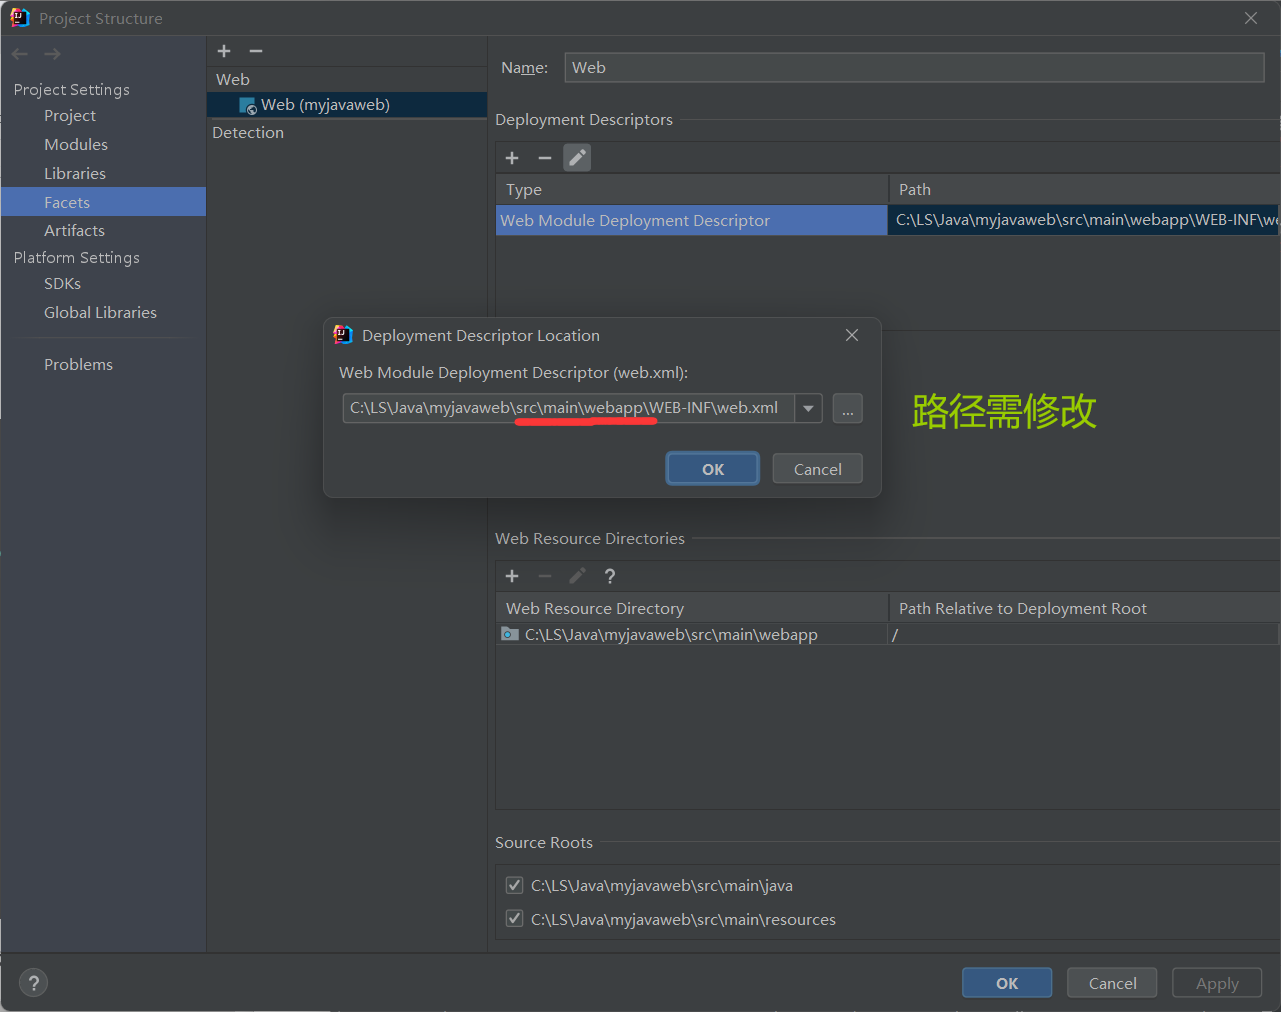 Project Structure
Project Settings
Project
Modules
Libraries
Facets
Artifacts
Platform Settings
SDKs
Global Libraries
Problems
Web
Web (myjavaweb)
Detection
Name: Web
Deployment Descriptors
Type Path
Web Module Deployment Descriptor C:\LS\Java\myjavaweb\src\main\webapp\WEB-INF\we
Deployment Descriptor Location
Web Module Deployment Descriptor (web.xml):
C:\LS\Java\myjavaweb\src\main\webapp\WEB-INF\web.xml ...
OK Cancel
路径需修改
Web Resource Directories
?
Web Resource Directory Path Relative to Deployment Root
C:\LS\Java\myjavaweb\src\main\webapp /
Source Roots
C:\LS\Java\myjavaweb\src\main\java
C:\LS\Java\myjavaweb\src\main\resources
? OK Cancel Apply